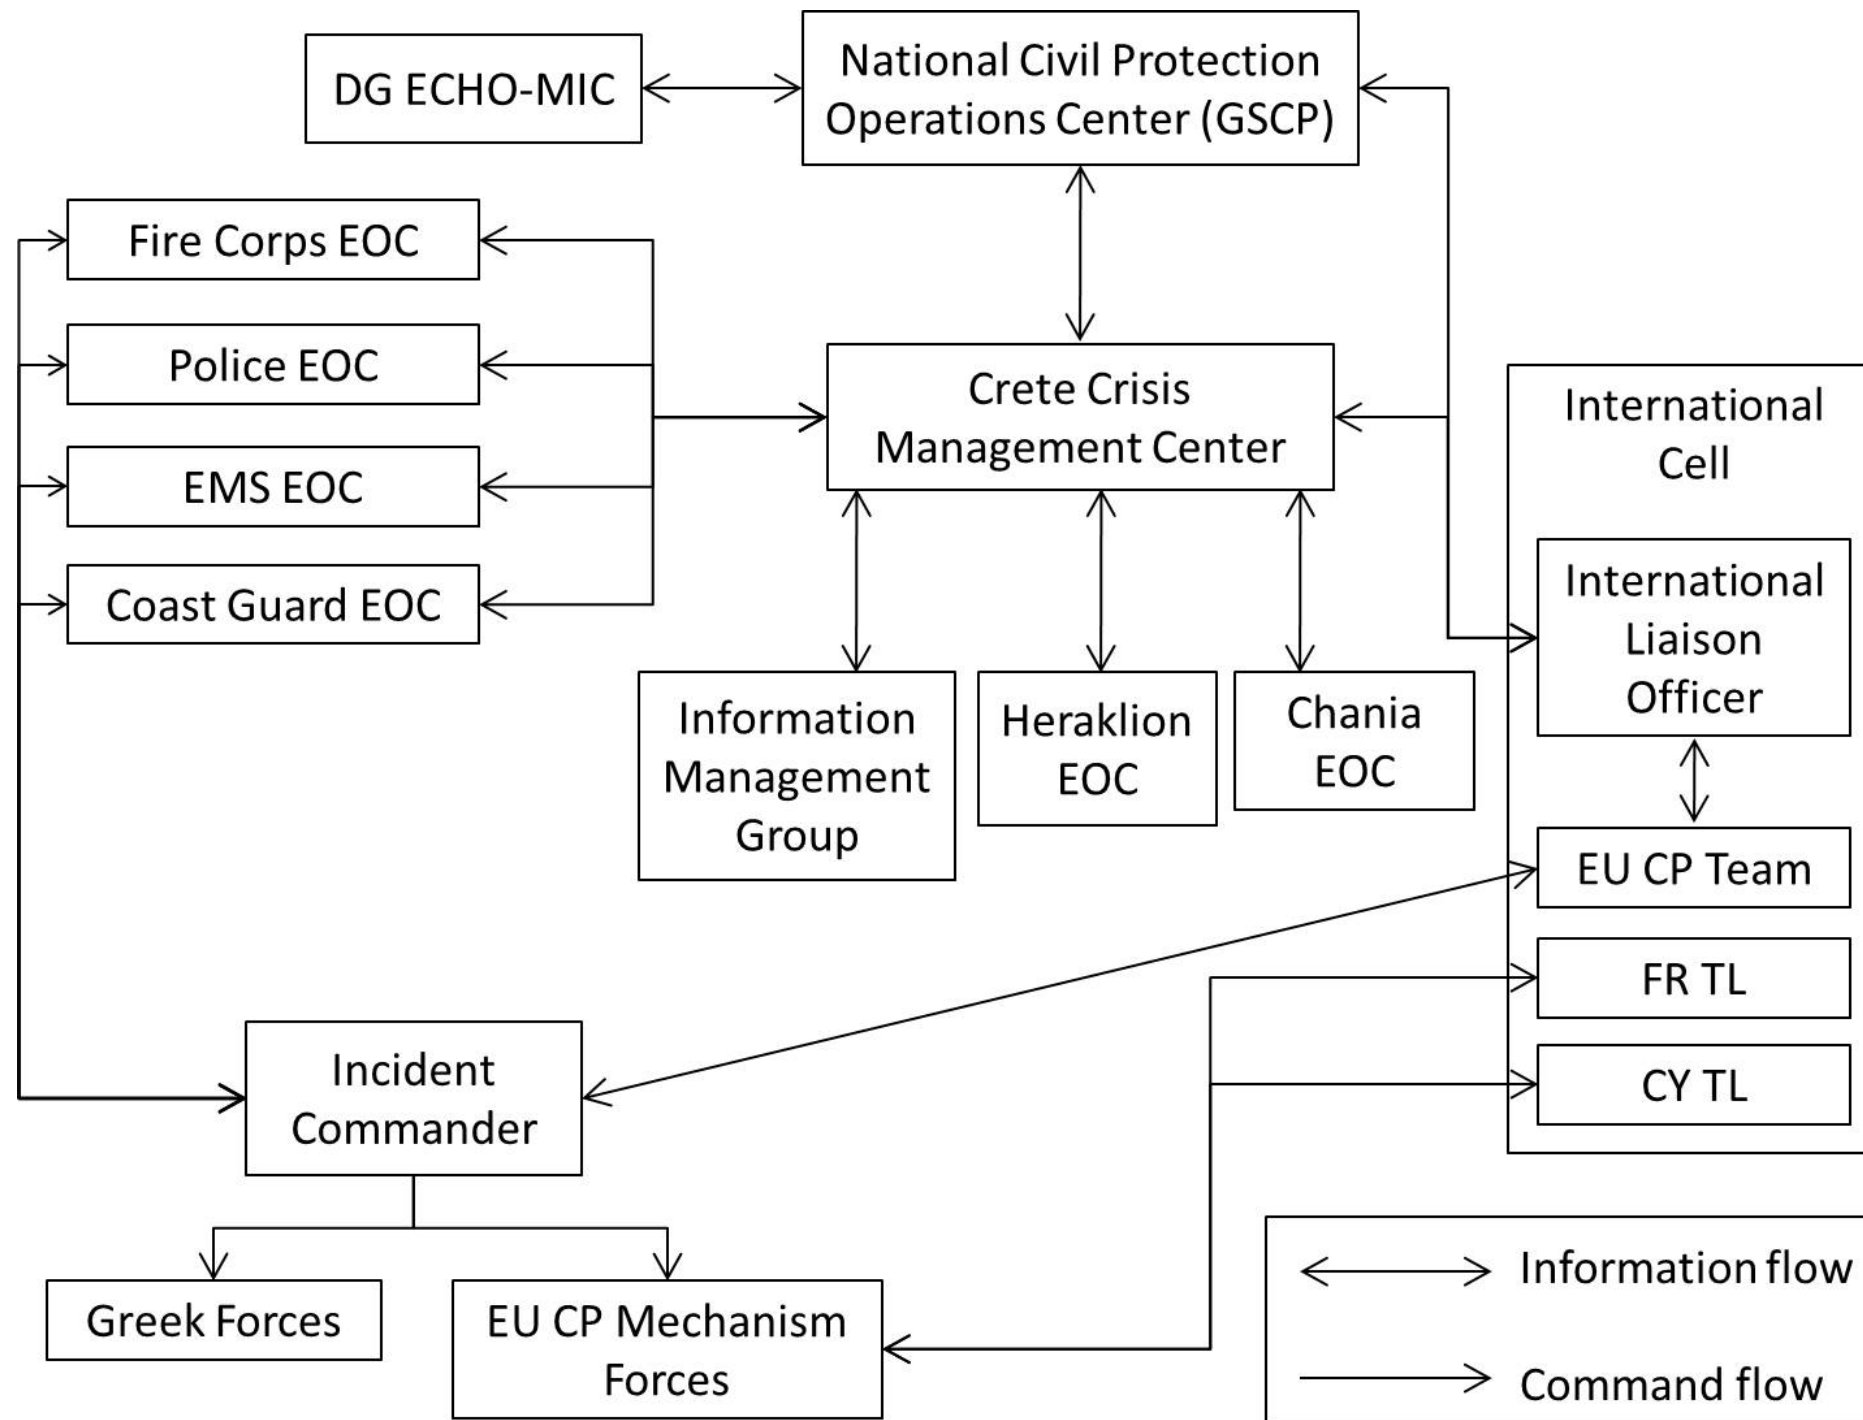 DG ECHO-MIC
National Civil Protection
Operations Center (GSCP)
Fire Corps EOC
Police EOC
EMS EOC
Coast Guard EOC
Crete Crisis
Management Center
International
Cell
International
Liaison
Officer
Information
Management
Group
Heraklion
EOC
Chania
EOC
EU CP Team
FR TL
CY TL
Incident
Commander
Greek Forces
EU CP Mechanism
Forces
Information flow
Command flow